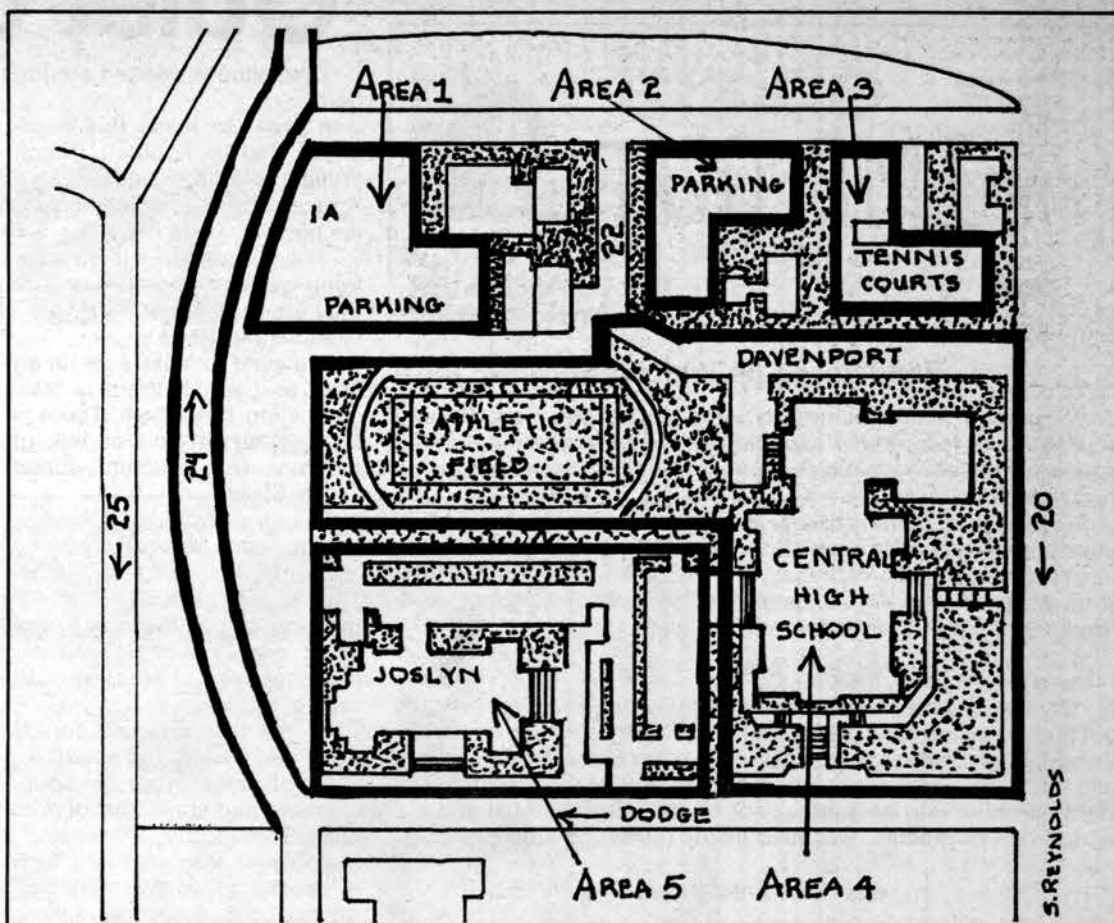 AREA 1
AREA 2
AREA 3
1A
PARKING
PARKING
22
TENNIS
COURTS
DAVENPORT
24 →
← 25
ATHLETIC
FIELD
← 20
CENTRAL
HIGH
SCHOOL
JOSLYN
← DODGE
AREA 5
AREA 4
S.REYNOLDS